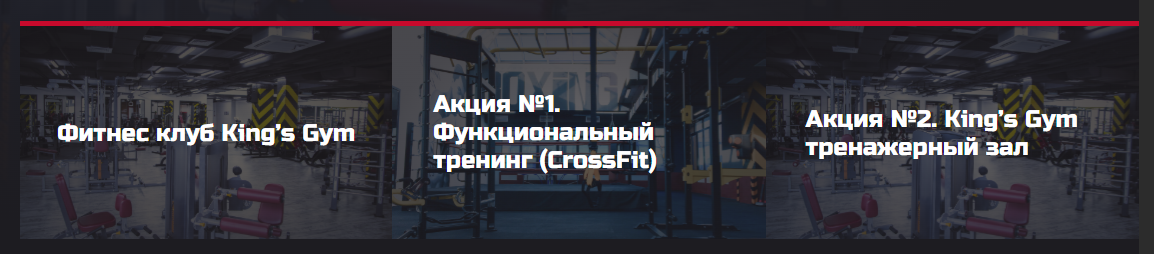 Фитнес клуб King's Gym
Акция №1.
Функциональный
тренинг (CrossFit)
Акция №2. King's Gym
тренажерный зал